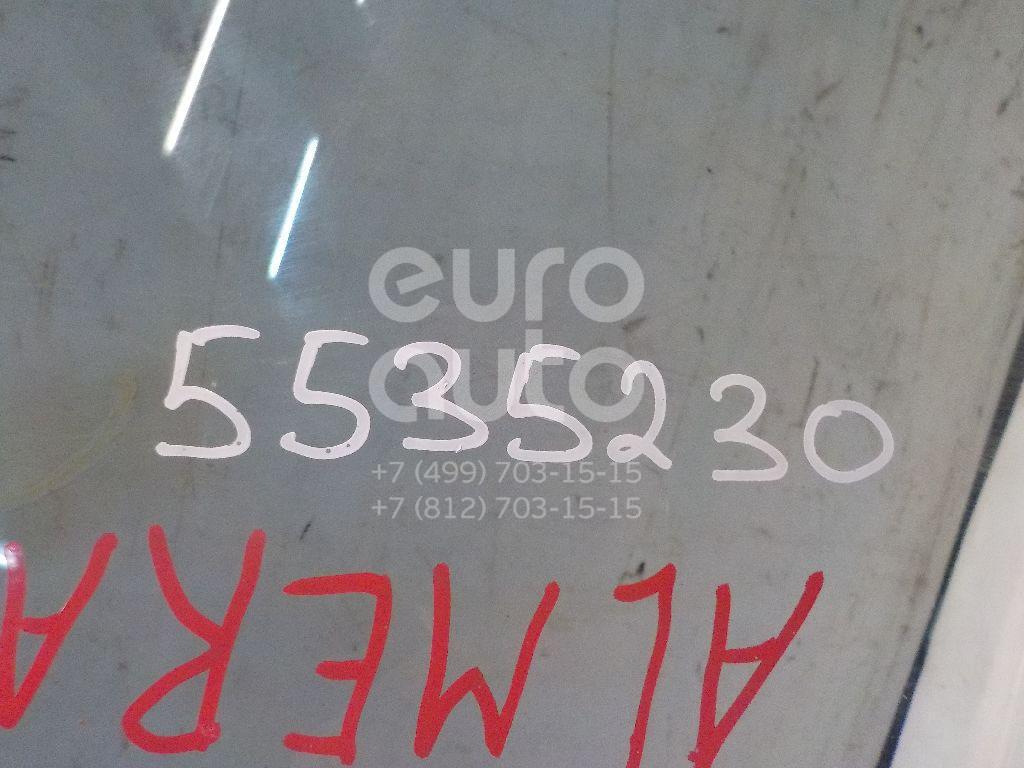 euro
auto
5535230
+7 (499) 703-15-15
+7 (812) 703-15-15
ALMERA